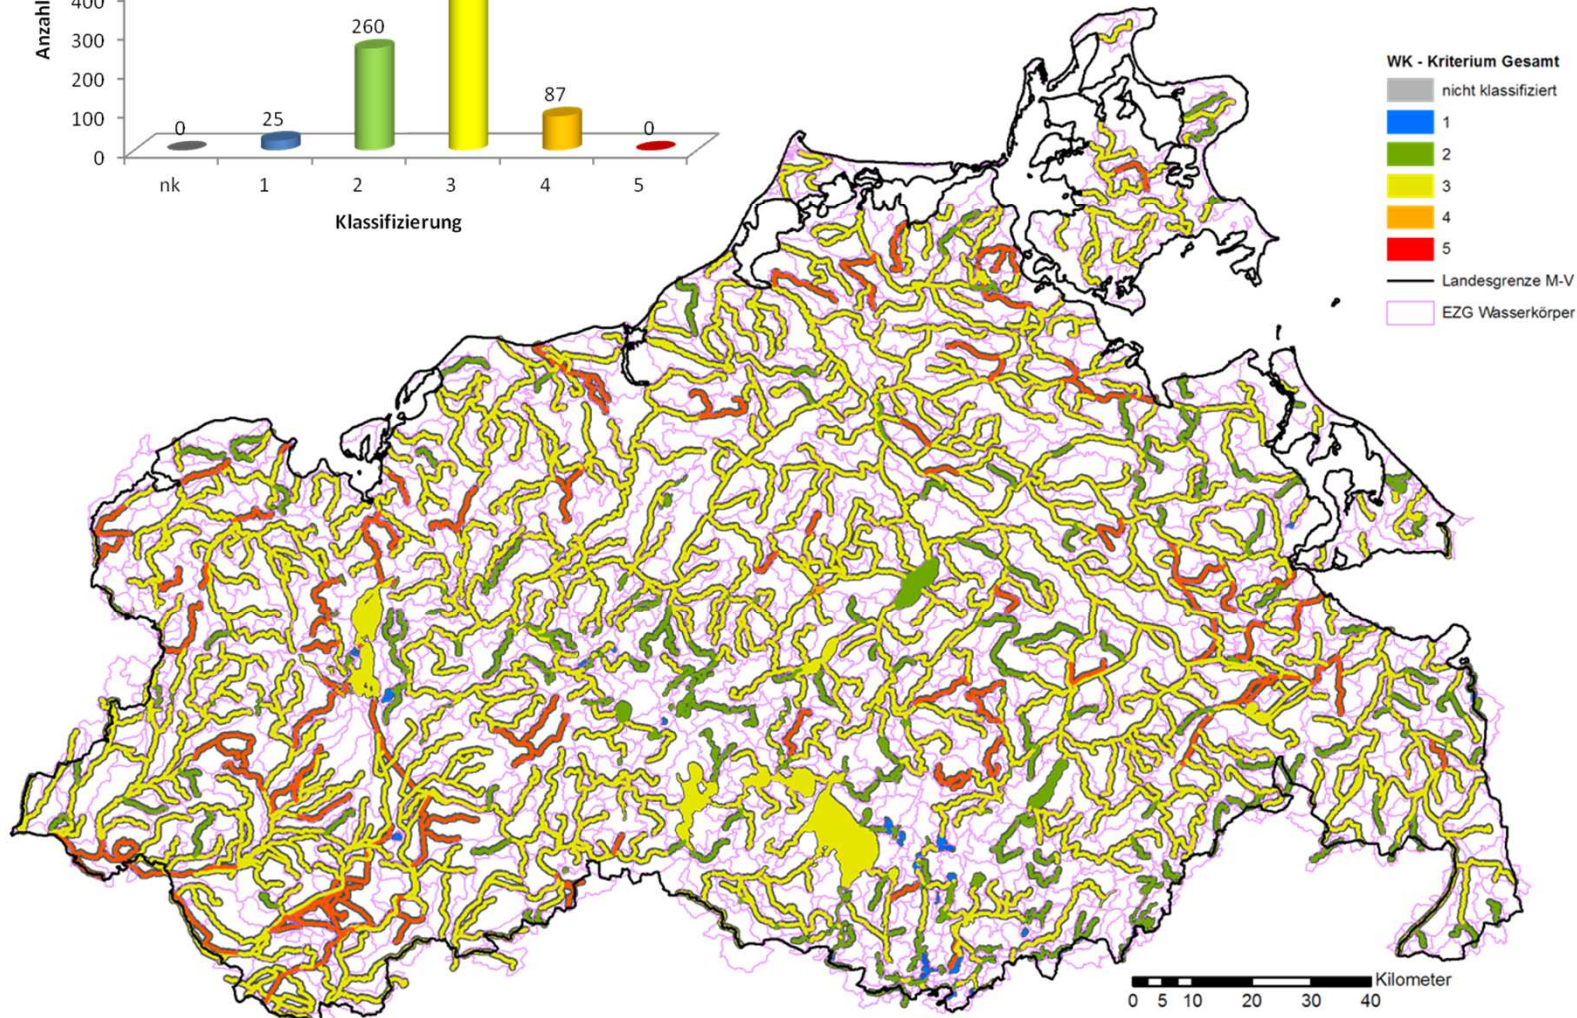 Anzahl
400
300
200
100
0
0
25
260
87
0
nk 1 2 3 4 5
Klassifizierung
WK - Kriterium Gesamt
nicht klassifiziert
1
2
3
4
5
Landesgrenze M-V
EZG Wasserkörper
Kilometer
0 5 10 20 30 40